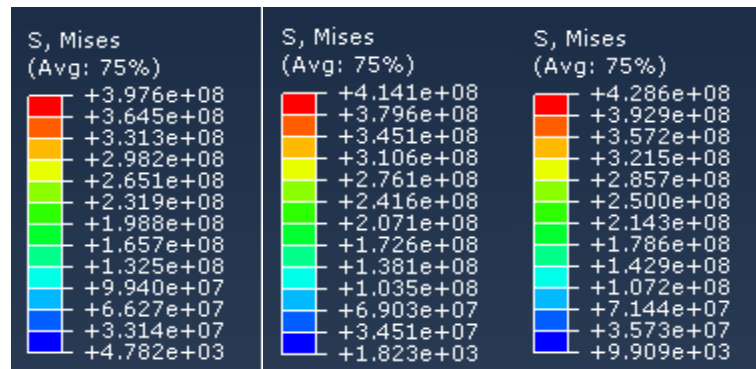 S, Mises
(Avg: 75%)
+3.976e+08
+3.645e+08
+3.313e+08
+2.982e+08
+2.651e+08
+2.319e+08
+1.988e+08
+1.657e+08
+1.325e+08
+9.940e+07
+6.627e+07
+3.314e+07
+4.782e+03
S, Mises
(Avg: 75%)
+4.141e+08
+3.796e+08
+3.451e+08
+3.106e+08
+2.761e+08
+2.416e+08
+2.071e+08
+1.726e+08
+1.381e+08
+1.035e+08
+6.903e+07
+3.451e+07
+1.823e+03
S, Mises
(Avg: 75%)
+4.286e+08
+3.929e+08
+3.572e+08
+3.215e+08
+2.857e+08
+2.500e+08
+2.143e+08
+1.786e+08
+1.429e+08
+1.072e+08
+7.144e+07
+3.573e+07
+9.909e+03